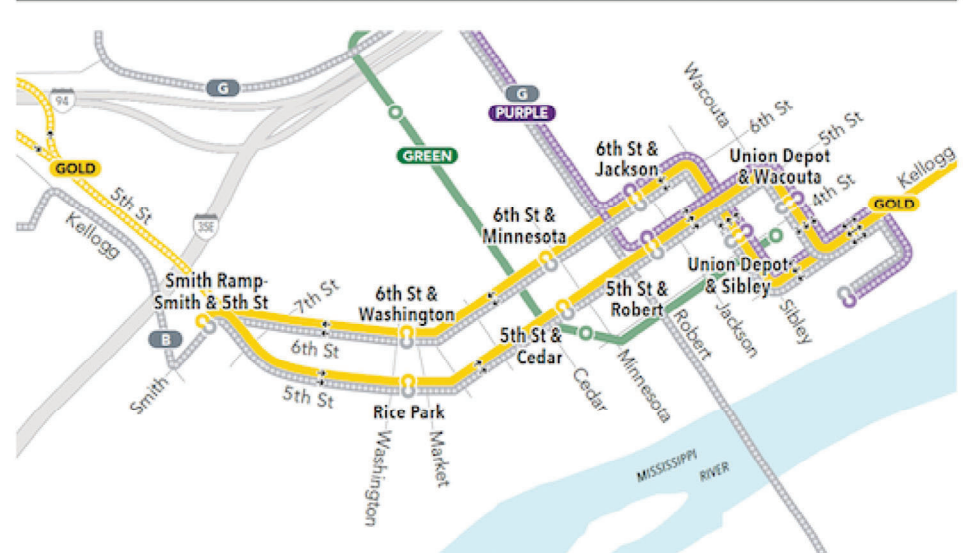 Wacouta
6th St
5th St
94
G
G
PURPLE
GREEN
GOLD
6th St &
Jackson
Union Depot
& Wacouta
Kellogg
4th St
GOLD
5th St
Kellogg
35E
6th St &
Minnesota
Smith Ramp-
Smith & 5th St
7th St
6th St &
Washington
Union Depot-
& Sibley
5th St &
Robert
6th St
B
5th St &
Cedar
Robert
Jackson
Sibley
Smith
5th St
Rice Park
Cedar
Minnesota
Washington
Market
MISSISSIPPI
RIVER